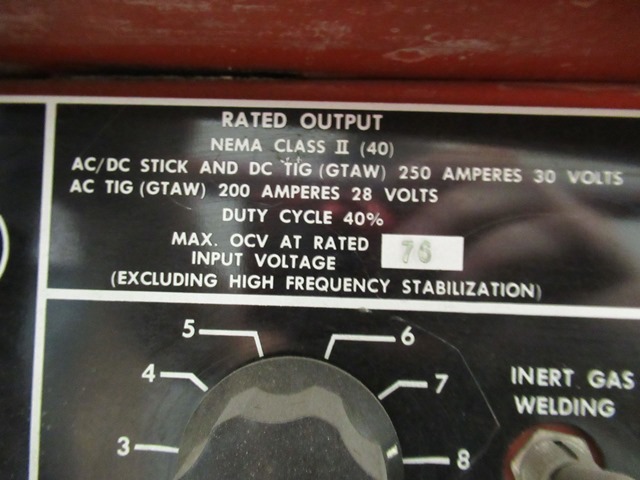 RATED OUTPUT
NEMA CLASS II (40)
AC/DC STICK AND DC TIG (GTAW) 250 AMPERES 30 VOLTS
AC TIG (GTAW) 200 AMPERES 28 VOLTS
DUTY CYCLE 40%
MAX. OCV AT RATED
INPUT VOLTAGE 76
(EXCLUDING HIGH FREQUENCY STABILIZATION)
5 6
4 7
3 8
INERT GAS
WELDING